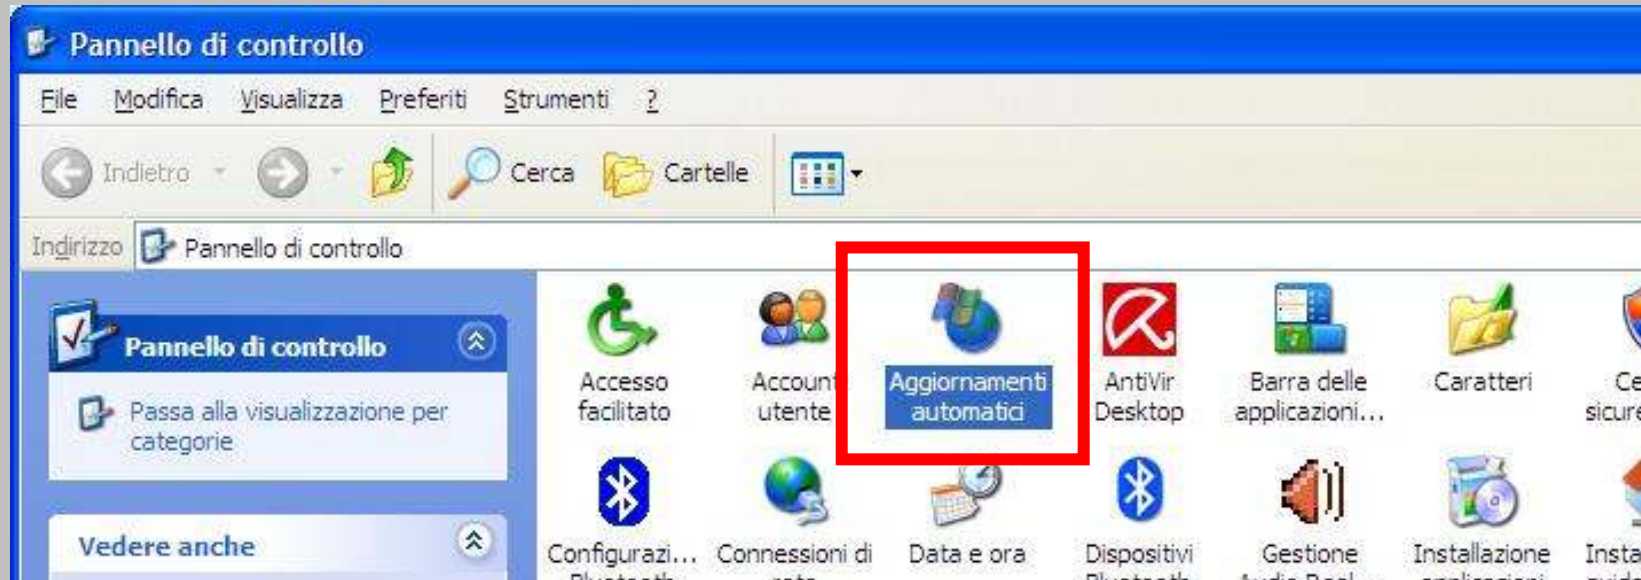 Pannello di controllo
File Modifica Visualizza Preferiti Strumenti ?
Indietro Cerca Cartelle
Indirizzo Pannello di controllo
Pannello di controllo
Passa alla visualizzazione per
categorie
Vedere anche
Accesso
facilitato
Account
utente
Aggiornamenti
automatici
AntiVir
Desktop
Barra delle
applicazioni...
Caratteri
Configurazi...
Connessioni di
Data e ora
Dispositivi
Gestione
Installazione